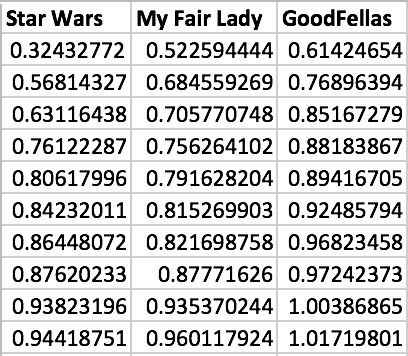 Star Wars My Fair Lady GoodFellas
0.32432772 0.522594444 0.61424654
0.56814327 0.684559269 0.76896394
0.63116438 0.705770748 0.85167279
0.76122287 0.756264102 0.88183867
0.80617996 0.791628204 0.89416705
0.84232011 0.815269903 0.92485794
0.86448072 0.821698758 0.96823458
0.87620233 0.87771626 0.97242373
0.93823196 0.935370244 1.00386865
0.94418751 0.960117924 1.01719801